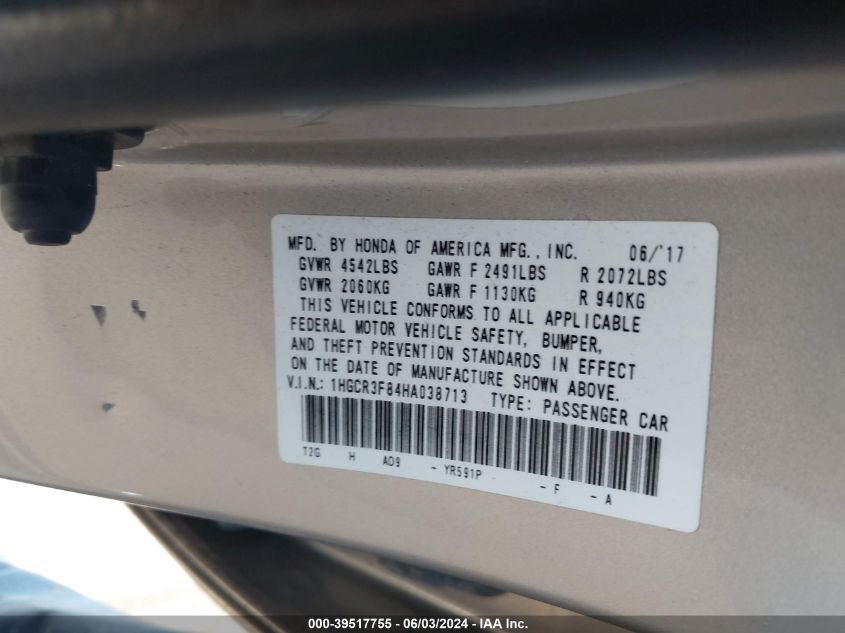 MFD. BY HONDA OF AMERICA MFG., INC. 06/'17
GVWR 4542LBS GAWR F 2491LBS R 2072LBS
GVWR 2060KG GAWR F 1130KG R 940KG
THIS VEHICLE CONFORMS TO ALL APPLICABLE
FEDERAL MOTOR VEHICLE SAFETY, BUMPER,
AND THEFT PREVENTION STANDARDS IN EFFECT
ON THE DATE OF MANUFACTURE SHOWN ABOVE.
V.I.N.: 1HGCR3F84HA038713 TYPE: PASSENGER CAR
T2G H AD9 - YR591P - F - A
000-39517755 - 06/03/2024 - IAA Inc.